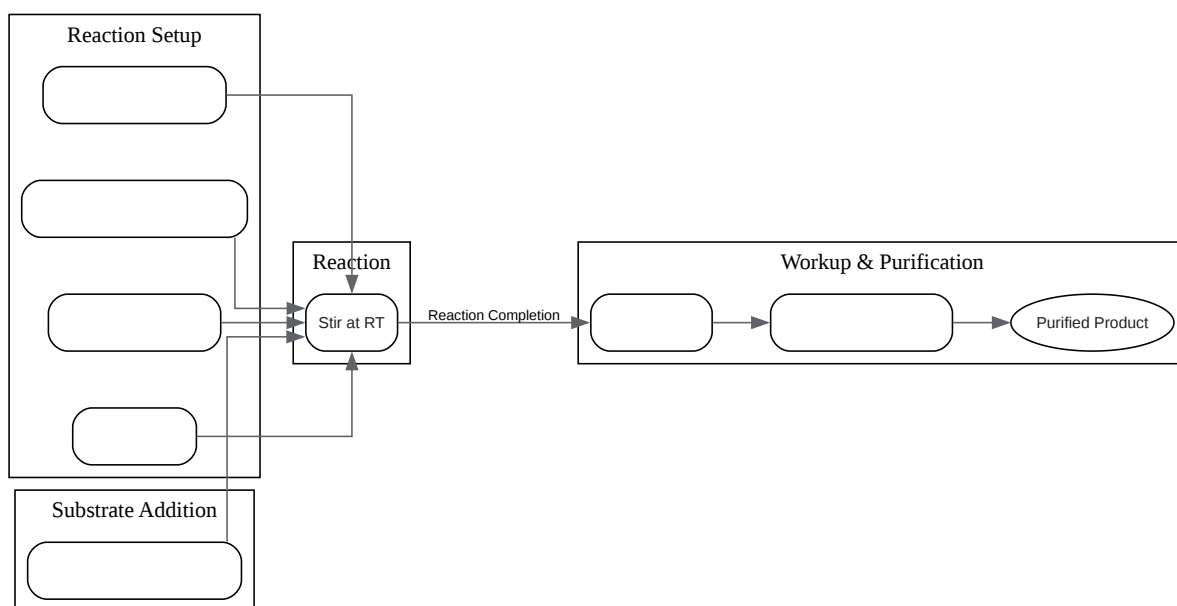 Reaction Setup
Reaction
Stir at RT
Reaction Completion
Workup & Purification
Purified Product
Substrate Addition